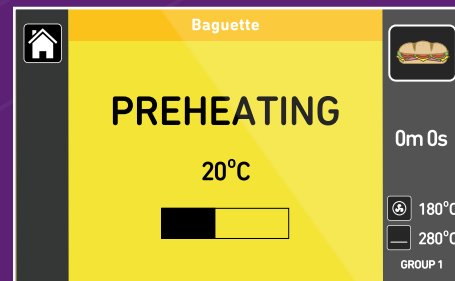 Baguette
PREHEATING
20°C
0m 0s
180°C
280°C
GROUP 1